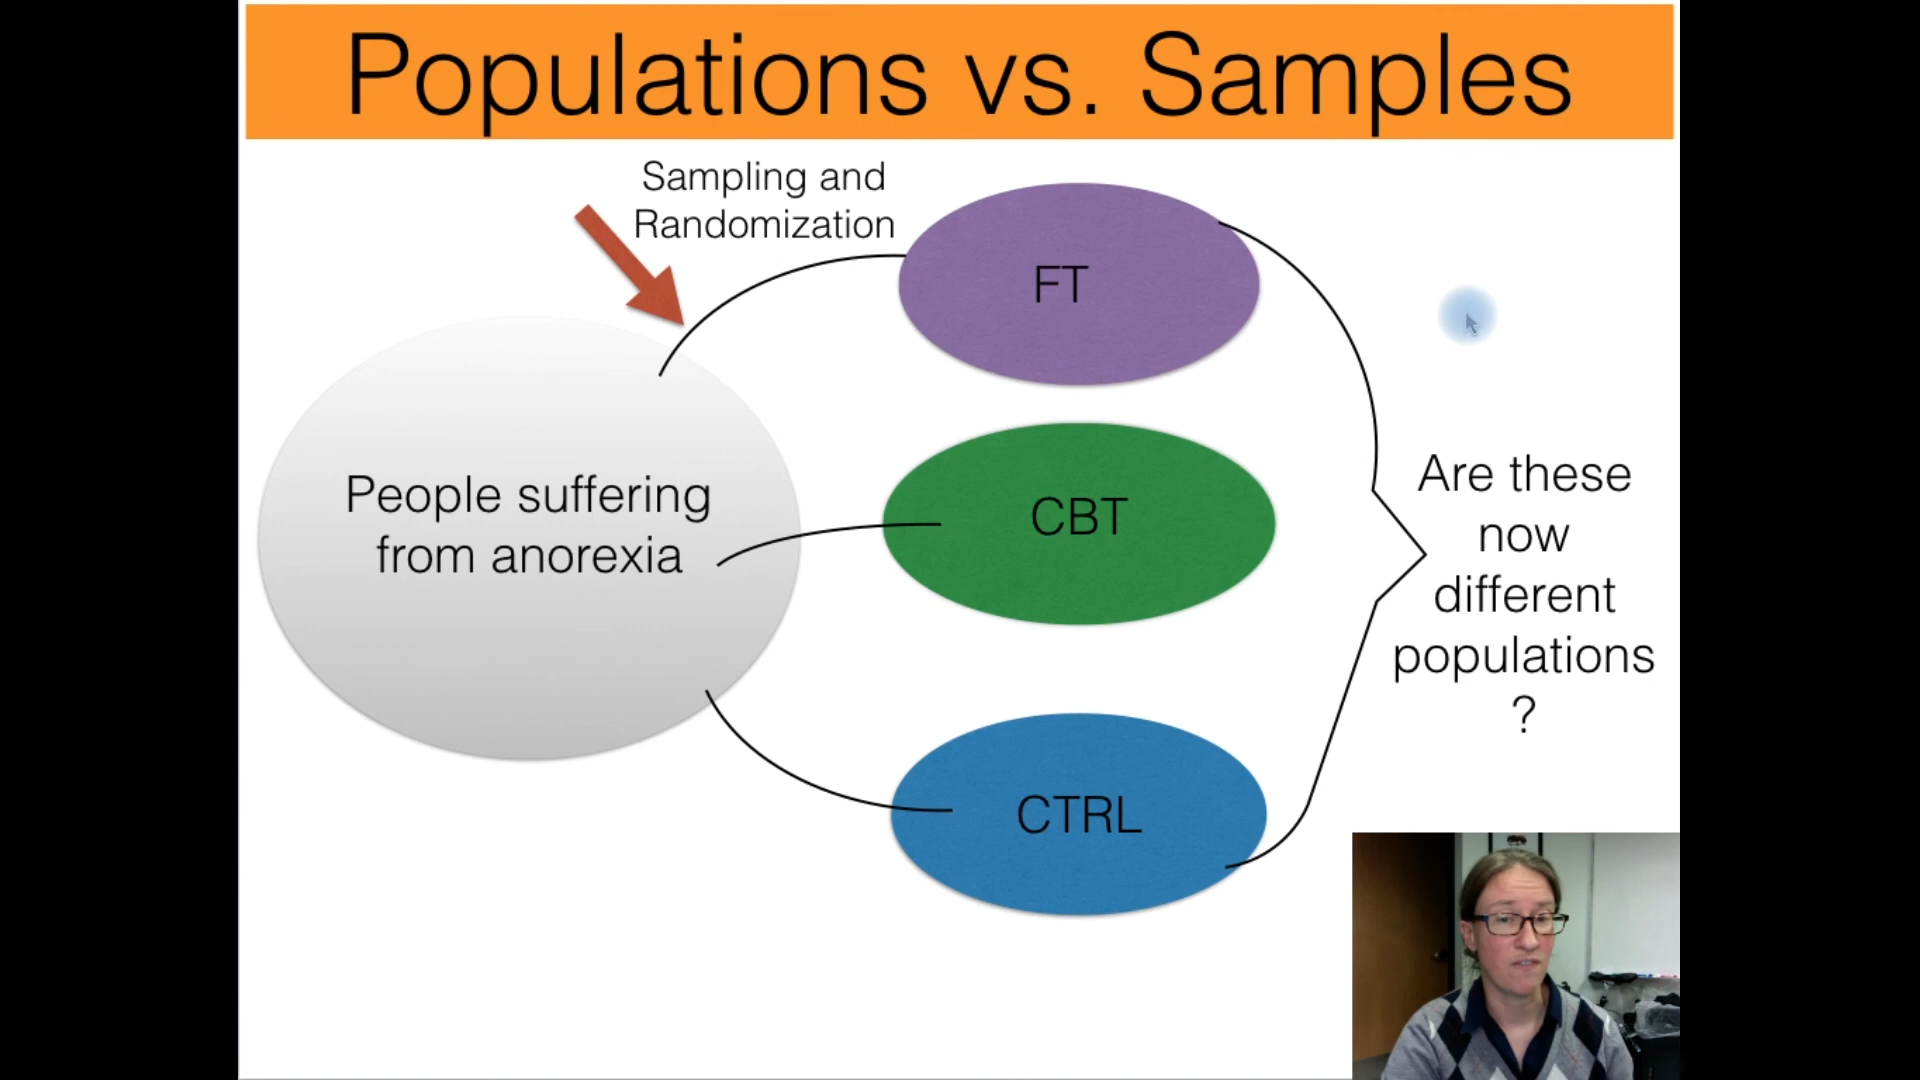 Populations vs. Samples
Sampling and
Randomization
FT
People suffering
from anorexia
CBT
CTRL
Are these
now
different
populations
?